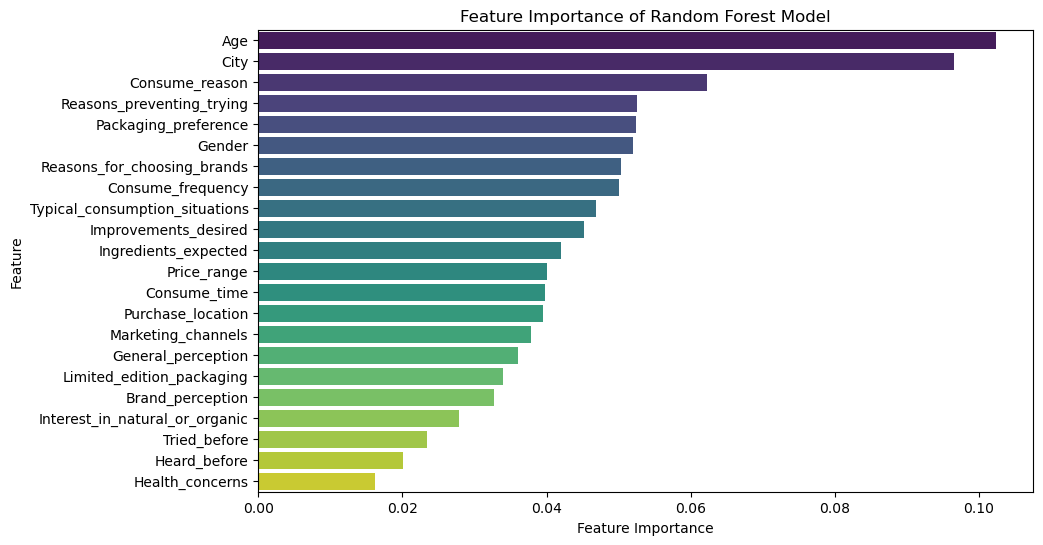 Feature Importance of Random Forest Model
Age
City
Consume_reason
Reasons_preventing_trying
Packaging_preference
Gender
Reasons_for_choosing_brands
Consume_frequency
Typical_consumption_situations
Improvements_desired
Ingredients_expected
Price_range
Consume_time
Purchase_location
Marketing_channels
General_perception
Limited_edition_packaging
Brand_perception
Interest_in_natural_or_organic
Tried_before
Heard_before
Health_concerns
Feature
0.00 0.02 0.04 0.06 0.08 0.10
Feature Importance